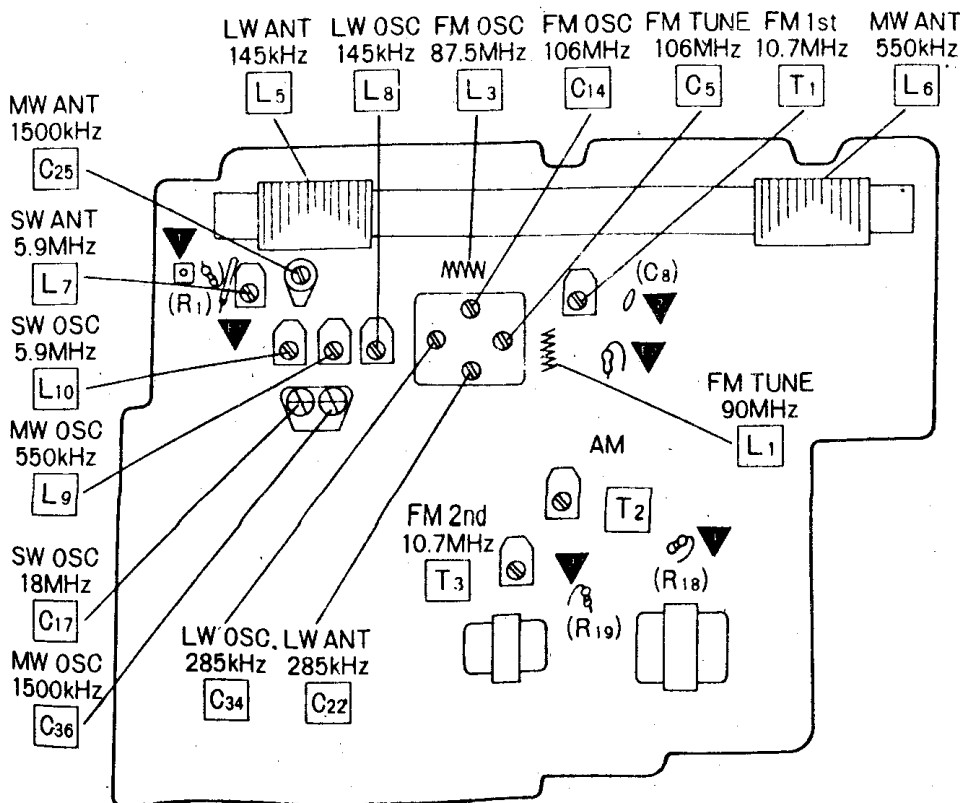 LW ANT
145kHz
L5
LW OSC
145kHz
L8
FM OSC
87.5MHz
L3
FM OSC
106MHz
C14
FM TUNE
106MHz
C5
FM 1st
10.7MHz
T1
MW ANT
550kHz
L6
MW ANT
1500kHz
C25
SW ANT
5.9MHz
L7
(R1)
(C8)
SW OSC
5.9MHz
L10
MW OSC
550kHz
L9
FM TUNE
90MHz
L1
AM
T2
FM 2nd
10.7MHz
T3
(R18)
(R19)
SW OSC
18MHz
C17
MW OSC
1500kHz
C36
LW OSC.
285kHz
C34
LW ANT
285kHz
C22